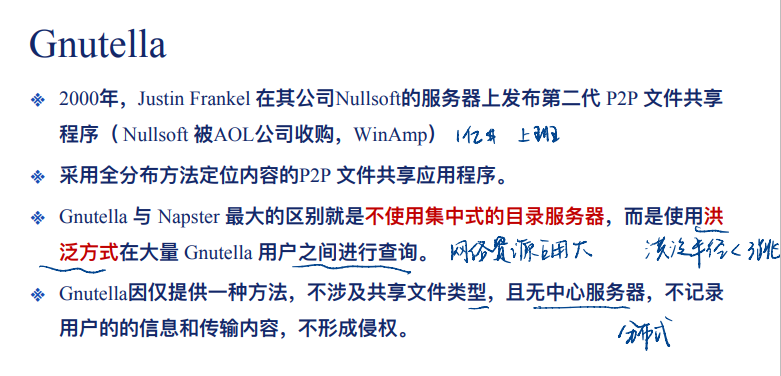 Gnutella
❖ 2000年，Justin Frankel 在其公司Nullsoft的服务器上发布第二代 P2P 文件共享
程序（ Nullsoft 被AOL公司收购，WinAmp） 1亿 上班
❖ 采用全分布方法定位内容的P2P 文件共享应用程序。
❖ Gnutella 与 Napster 最大的区别就是不使用集中式的目录服务器，而是使用洪
泛方式在大量 Gnutella 用户之间进行查询。 网络资源占用大 洪泛半径<
❖ Gnutella因仅提供一种方法，不涉及共享文件类型，且无中心服务器，不记录
用户的的信息和传输内容，不形成侵权。 分布式